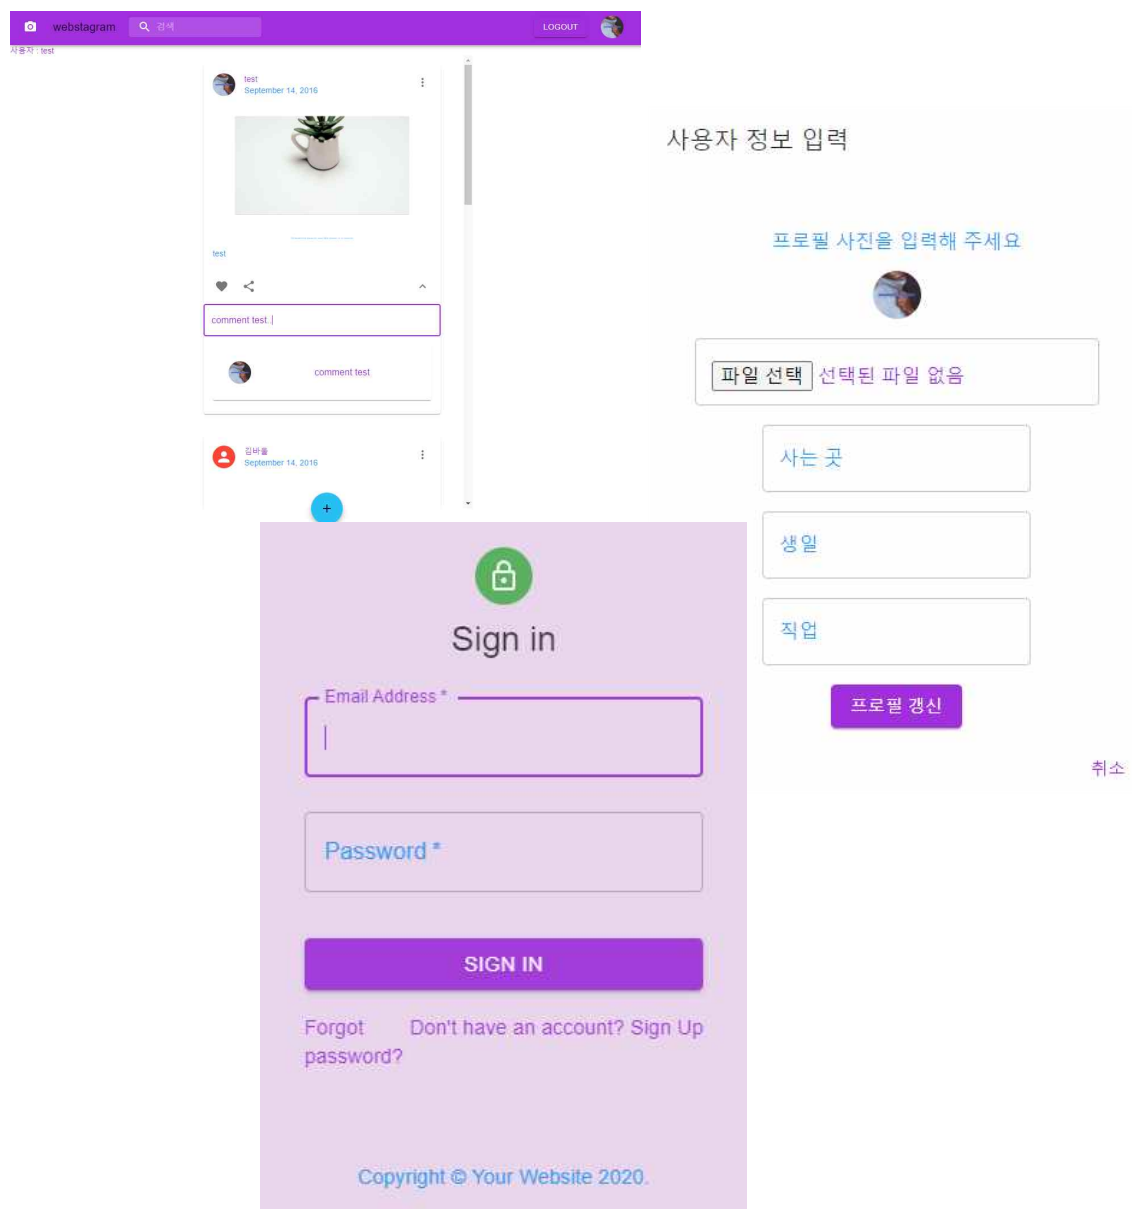 webstagram
검색
LOGOUT
사용자 : test
test
September 14, 2016
test
comment test..
comment test
김바울
September 14, 2016
+
사용자 정보 입력
프로필 사진을 입력해 주세요
파일 선택 선택된 파일 없음
사는 곳
생일
직업
프로필 갱신
취소
Sign in
Email Address *
Password *
SIGN IN
Forgot password?
Don't have an account? Sign Up
Copyright © Your Website 2020.